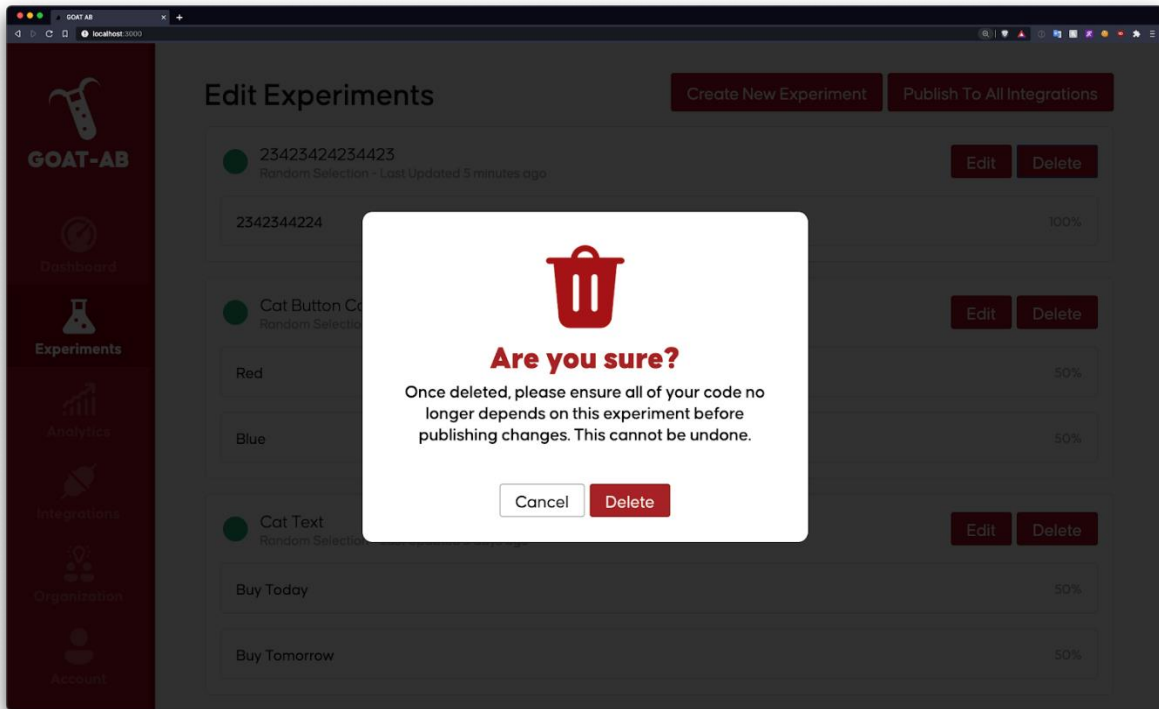 GOAT AB
localhost:3000
GOAT-AB
Dashboard
Experiments
Analytics
Integrations
Organization
Account
Edit Experiments
Create New Experiment
Publish To All Integrations
23423424234423
Random Selection - Last Updated 5 minutes ago
Edit
Delete
2342344224
100%
Cat Button
Random
Edit
Delete
Red
50%
Blue
50%
Cat Text
Random Selection
Edit
Delete
Buy Today
50%
Buy Tomorrow
50%
Are you sure?
Once deleted, please ensure all of your code no
longer depends on this experiment before
publishing changes. This cannot be undone.
Cancel
Delete